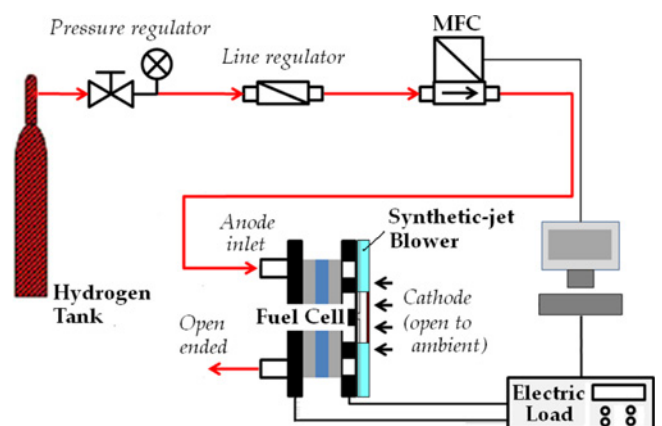 Pressure regulator
Line regulator
MFC
Hydrogen
Tank
Anode
inlet
Synthetic-jet
Blower
Fuel Cell
Cathode
(open to
ambient)
Open
ended
Electric
Load